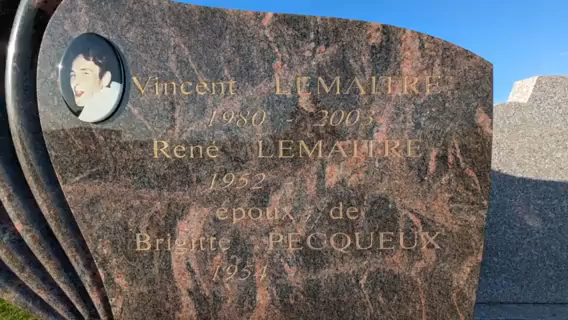 Vincent LEMAITRE
1980 - 2003
René LEMAITRE
1952
époux de
Brigitte PECQUEUX
1954